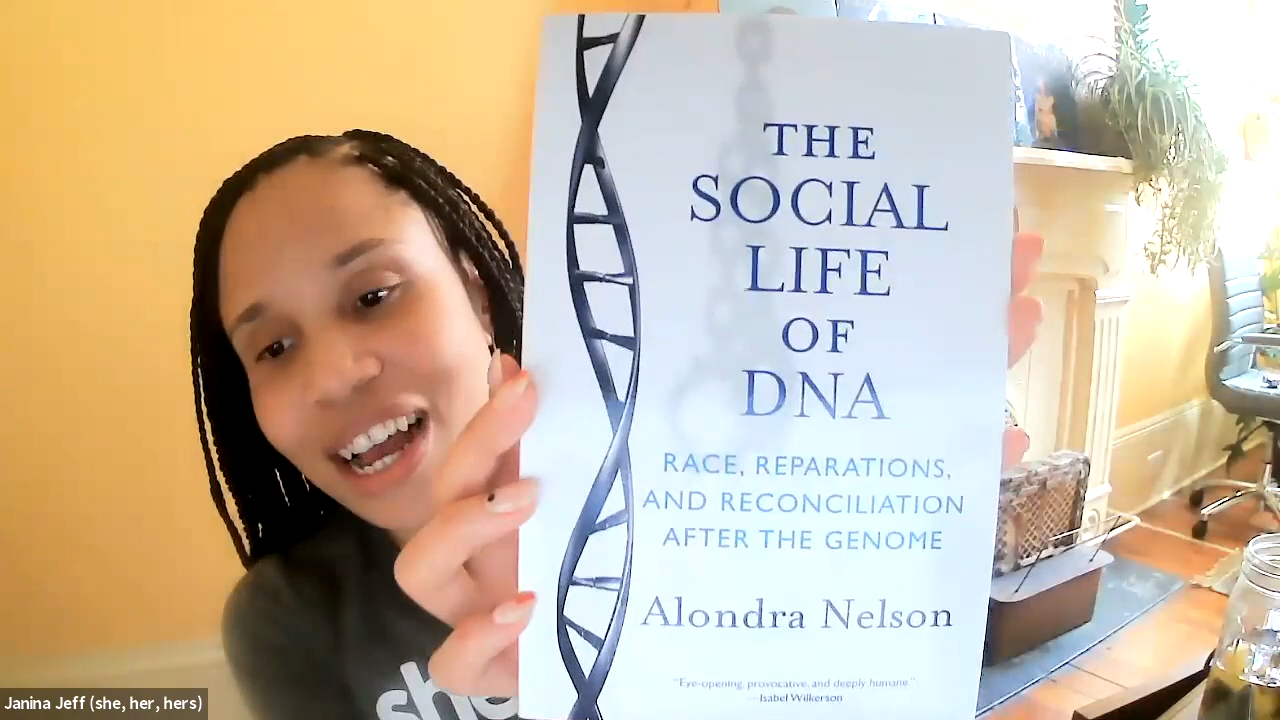 THE
SOCIAL
LIFE
OF
DNA
RACE, REPARATIONS,
AND RECONCILIATION
AFTER THE GENOME
Alondra Nelson
"Eye-opening, provocative, and deeply humane."
—Isabel Wilkerson
Janina Jeff (she, her, hers)